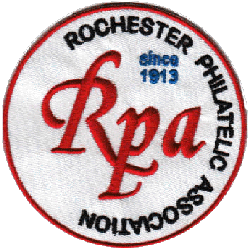 ROCHESTER PHILATELIC ASSOCIATION
since
1913
Rpa